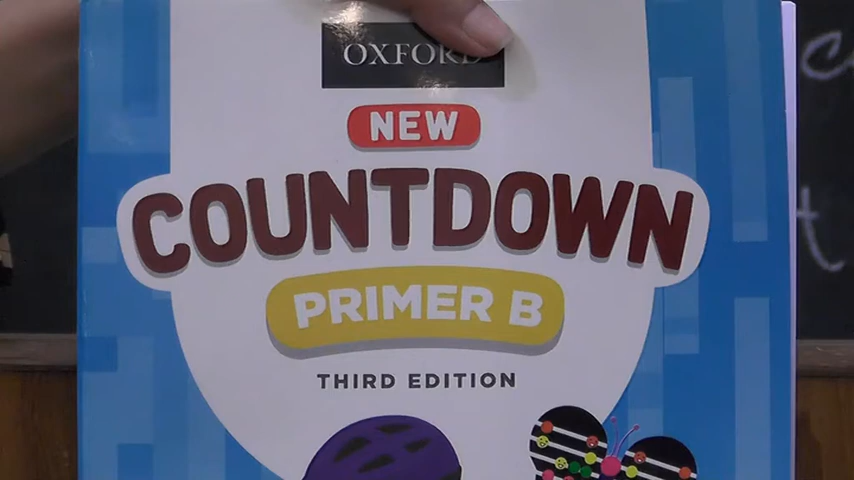 OXFORD
NEW
COUNTDOWN
PRIMER B
THIRD EDITION